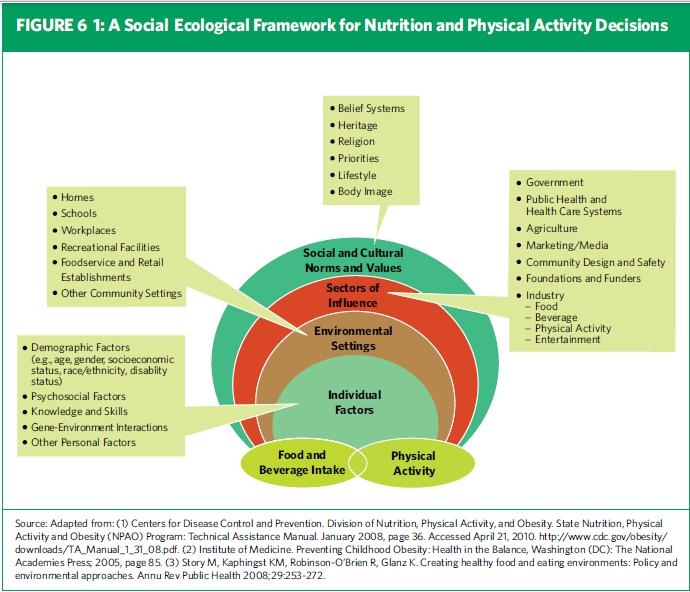 FIGURE 6 1: A Social Ecological Framework for Nutrition and Physical Activity Decisions
• Belief Systems
• Heritage
• Religion
• Priorities
• Lifestyle
• Body Image
• Homes
• Schools
• Workplaces
• Recreational Facilities
• Foodservice and Retail
Establishments
• Other Community Settings
• Government
• Public Health and
Health Care Systems
• Agriculture
• Marketing/Media
• Community Design and Safety
• Foundations and Funders
• Industry
– Food
– Beverage
– Physical Activity
– Entertainment
• Demographic Factors
(e.g., age, gender, socioeconomic
status, race/ethnicity, disablity
status)
• Psychosocial Factors
• Knowledge and Skills
• Gene-Environment Interactions
• Other Personal Factors
Social and Cultural
Norms and Values
Sectors of
Influence
Environmental
Settings
Individual
Factors
Food and
Beverage Intake
Physical
Activity
Source: Adapted from: (1) Centers for Disease Control and Prevention. Division of Nutrition, Physical Activity, and Obesity. State Nutrition, Physical
Activity and Obesity (NPAO) Program: Technical Assistance Manual. January 2008, page 36. Accessed April 21, 2010. http://www.cdc.gov/obesity/
downloads/TA_Manual_1_31_08.pdf. (2) Institute of Medicine. Preventing Childhood Obesity: Health in the Balance, Washington (DC): The National
Academies Press; 2005, page 85. (3) Story M, Kaphingst KM, Robinson-O'Brien R, Glanz K. Creating healthy food and eating environments: Policy and
environmental approaches. Annu Rev Public Health 2008;29:253-272.